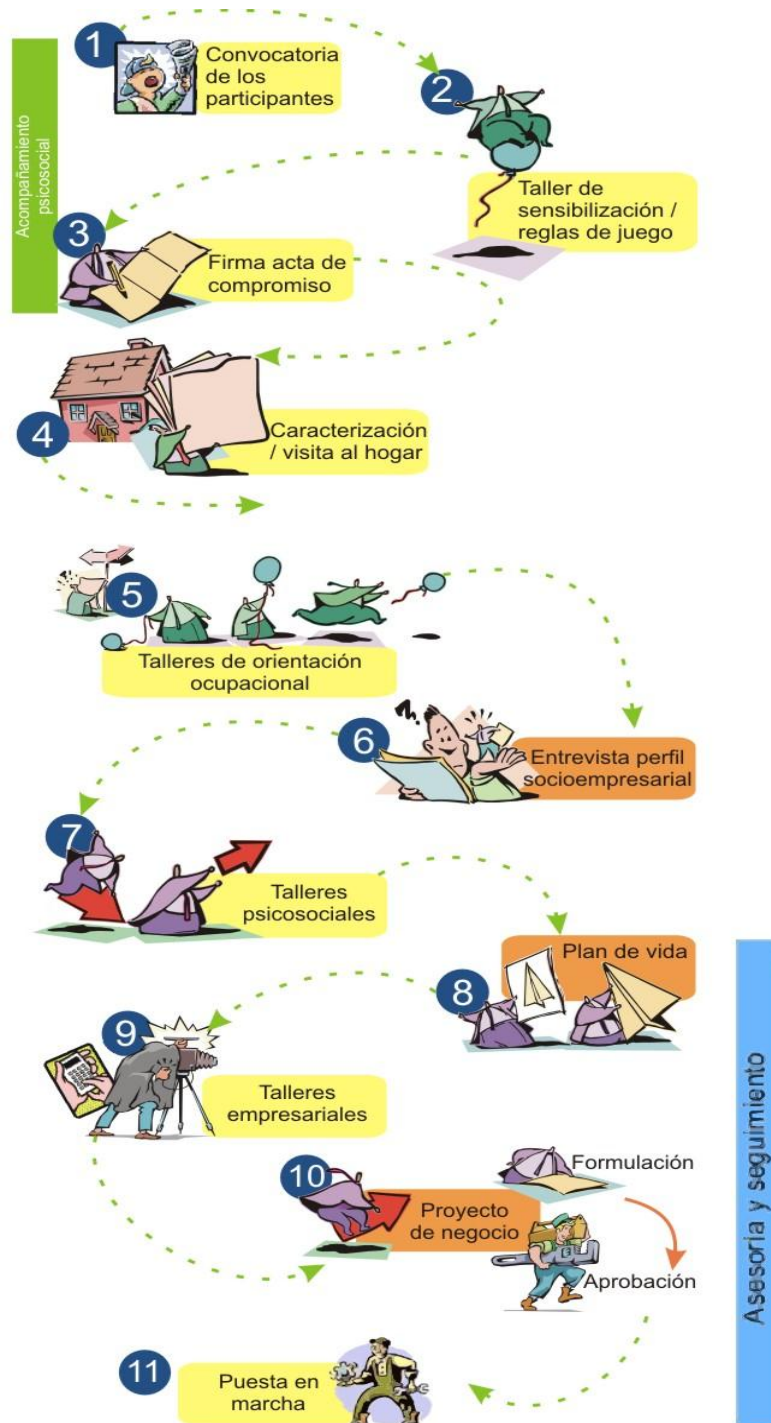 1
Convocatoria
de los
participantes
2
Acompañamiento
psicosocial
Taller de
sensibilización /
reglas de juego
3
Firma acta de
compromiso
4
Caracterización
/ visita al hogar
5
Talleres de orientación
ocupacional
6
Entrevista perfil
socioempresarial
7
Talleres
psicosociales
Plan de vida
8
9
Talleres
empresariales
Asesoría y seguimiento
10
Proyecto
de negocio
Formulación
Aprobación
11
Puesta en
marcha